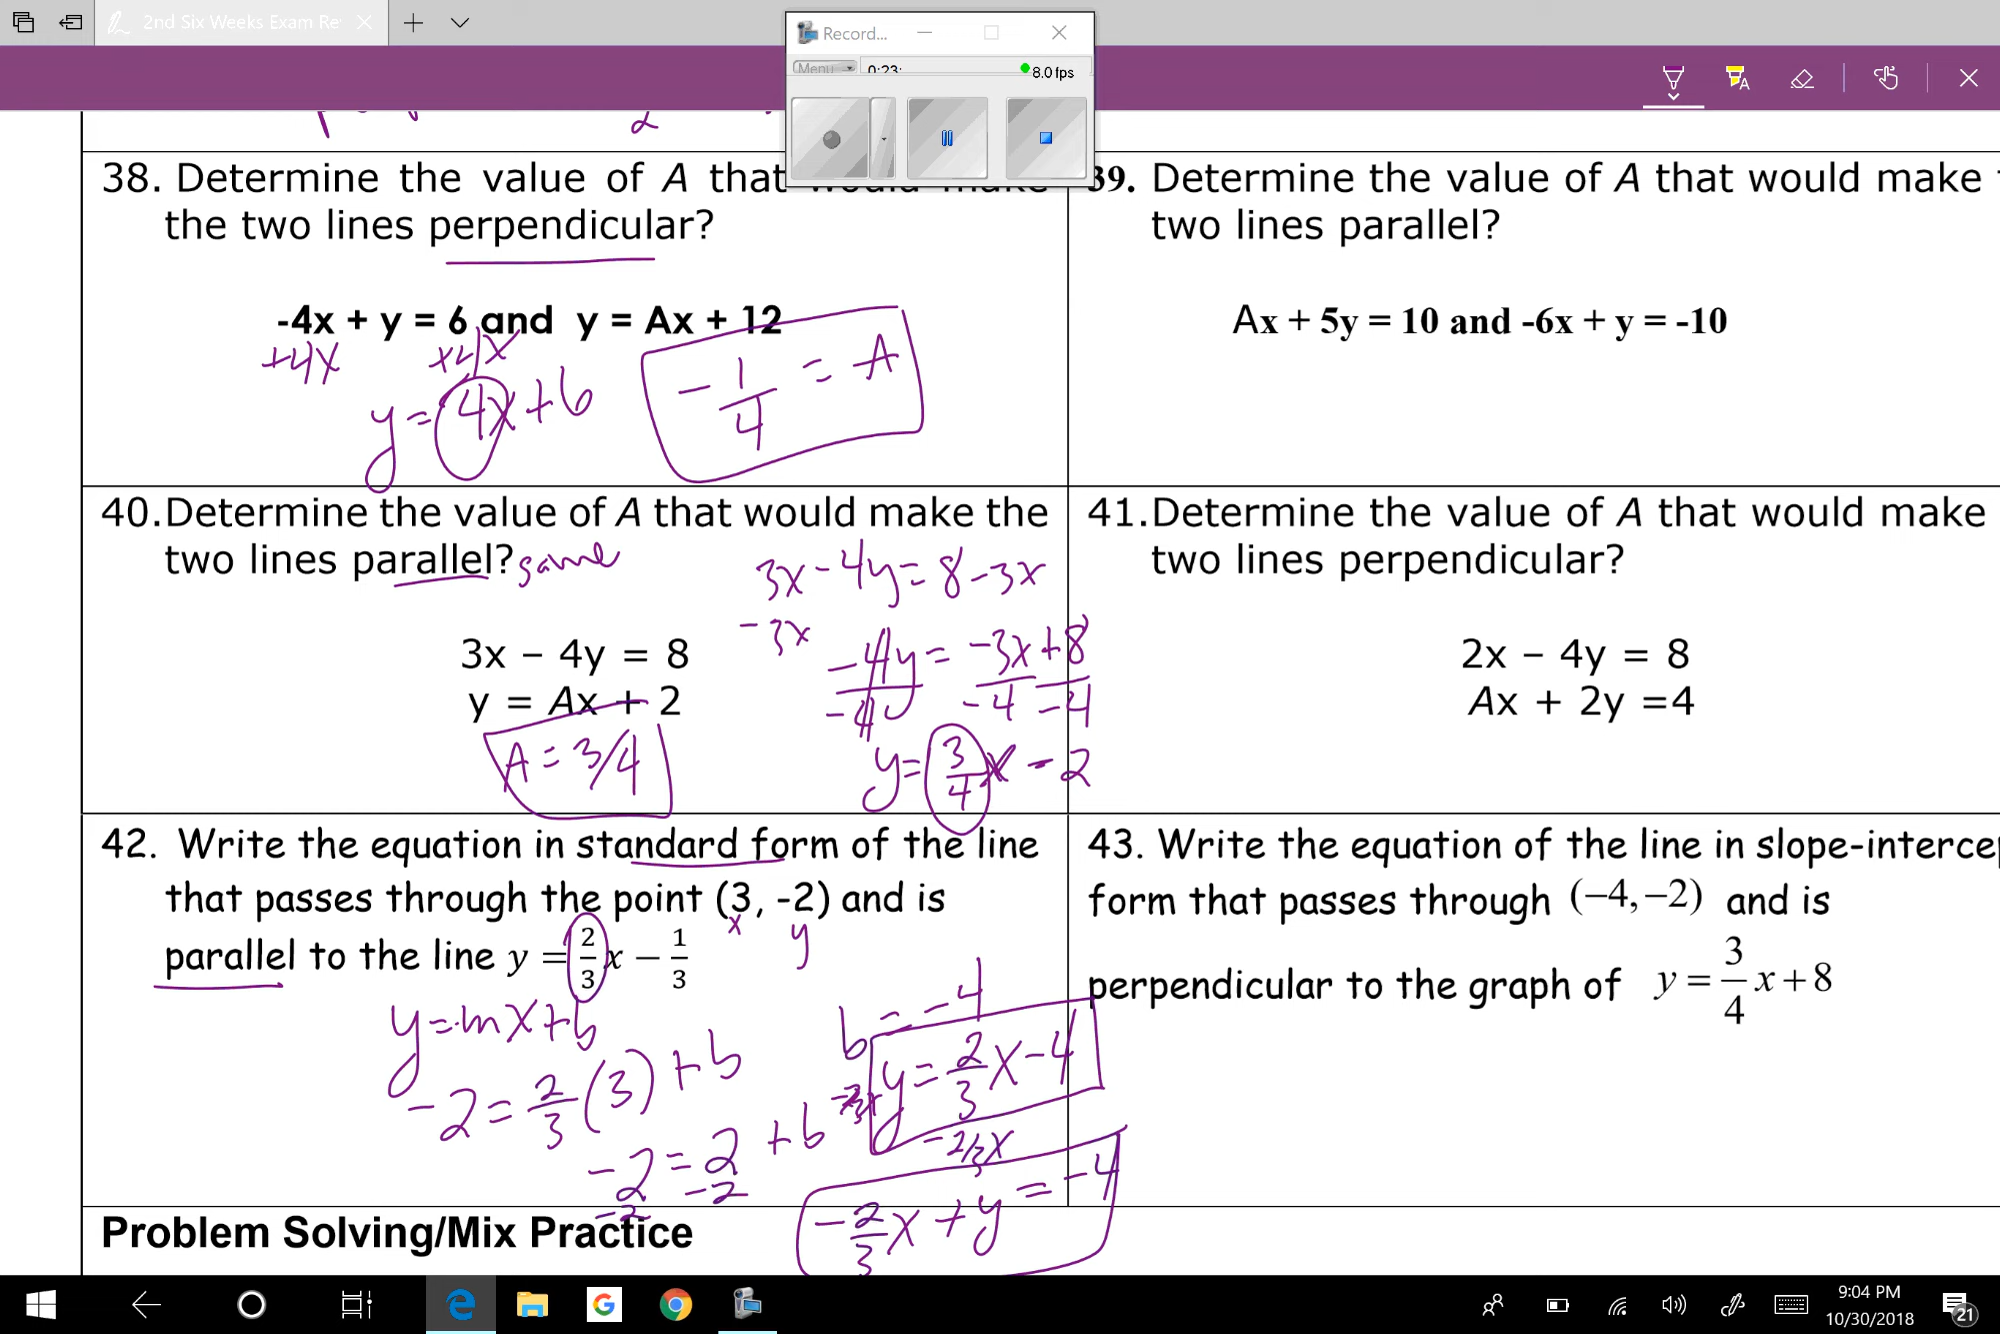 2nd Six Weeks Exam Re
Record...
Menu
0:23:
8.0 fps
2
38. Determine the value of A that would make
the two lines perpendicular?
-4x + y = 6 and y = Ax + 12
+4x +4x
y = 4x + 6
-1/4 = A
39. Determine the value of A that would make
two lines parallel?
Ax + 5y = 10 and -6x + y = -10
40. Determine the value of A that would make the
two lines parallel? same
3x – 4y = 8
y = Ax + 2
A = 3/4
3x - 4y = 8 - 3x
-3x
-4y = -3x + 8
-4 -4 -4
y = 3/4 x - 2
41. Determine the value of A that would make
two lines perpendicular?
2x – 4y = 8
Ax + 2y =4
42. Write the equation in standard form of the line
that passes through the point (3, -2) and is
x y
parallel to the line y = 2/3 x − 1/3
y = mx + b
-2 = 2/3 (3) + b
-2 = 2 + b
-2 -2
b = -4
y = 2/3 x - 4
-2/3x -2/3x
-2/3 x + y = -4
43. Write the equation of the line in slope-interce
form that passes through (−4,−2) and is
perpendicular to the graph of y = 3/4 x + 8
Problem Solving/Mix Practice
9:04 PM
10/30/2018
21